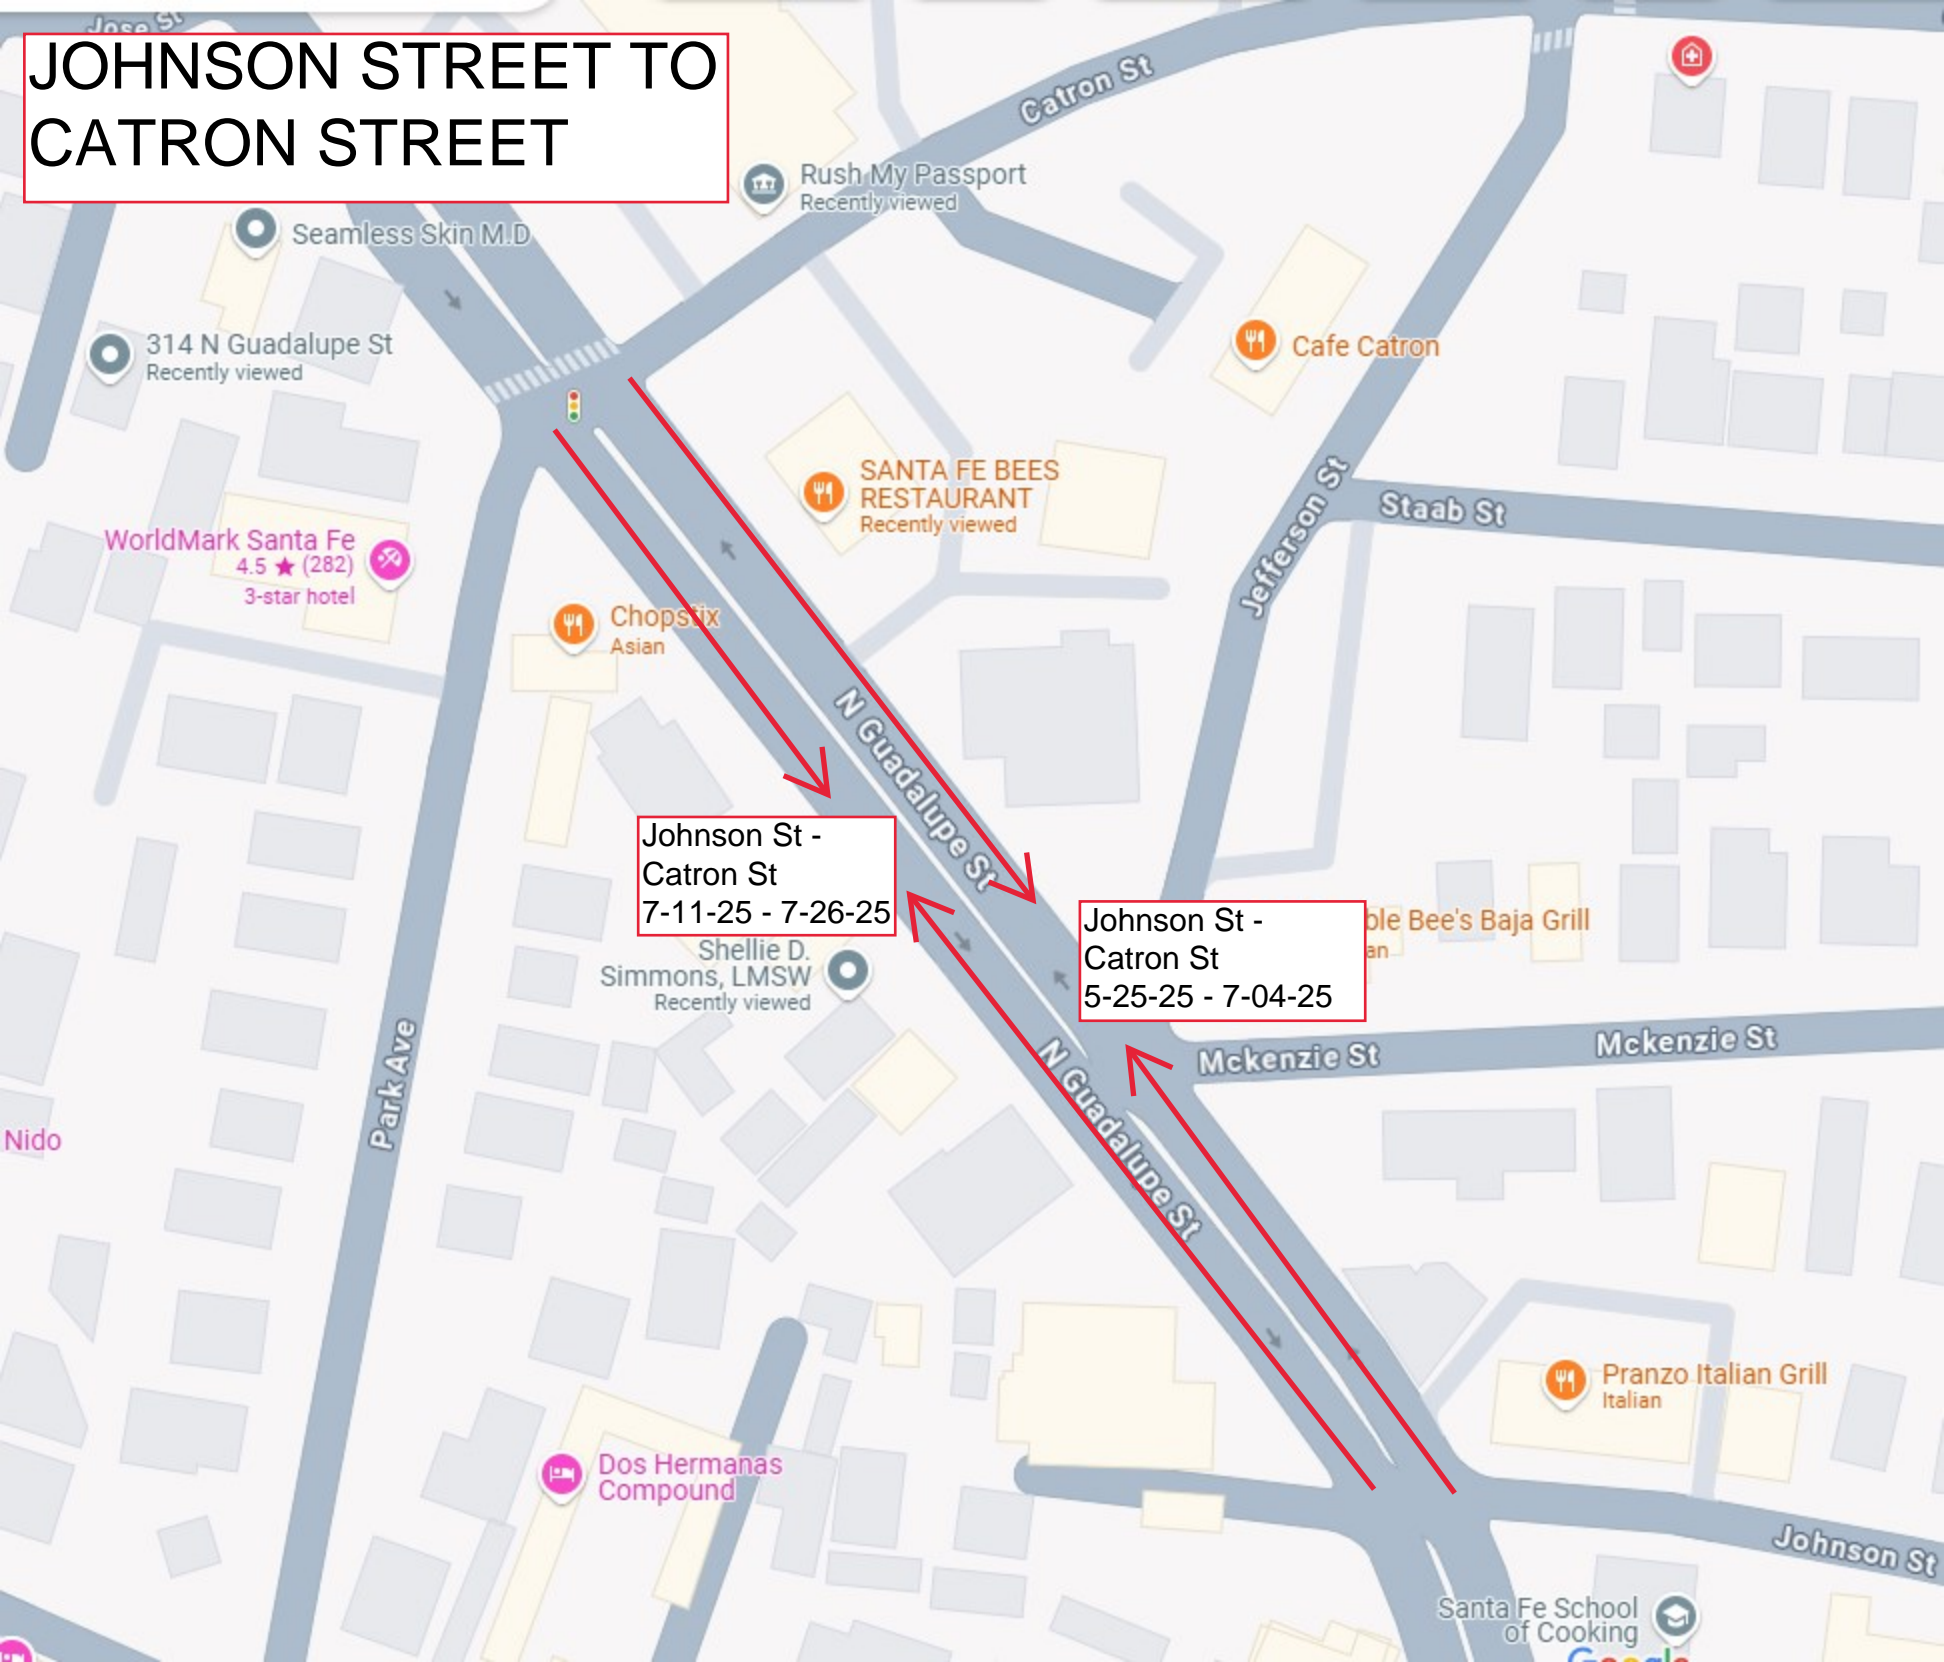 Jose St
JOHNSON STREET TO
CATRON STREET
Catron St
Rush My Passport
Recently viewed
Seamless Skin M.D
314 N Guadalupe St
Recently viewed
Cafe Catron
SANTA FE BEES
RESTAURANT
Recently viewed
Jefferson St
Staab St
WorldMark Santa Fe
4.5 ★ (282)
3-star hotel
Chopstix
Asian
N Guadalupe St
Johnson St -
Catron St
7-11-25 - 7-26-25
Johnson St -
Catron St
5-25-25 - 7-04-25
ble Bee's Baja Grill
an
Shellie D.
Simmons, LMSW
Recently viewed
Park Ave
N Guadalupe St
Mckenzie St
Mckenzie St
Nido
Pranzo Italian Grill
Italian
Dos Hermanas
Compound
Johnson St
Santa Fe School
of Cooking
Google